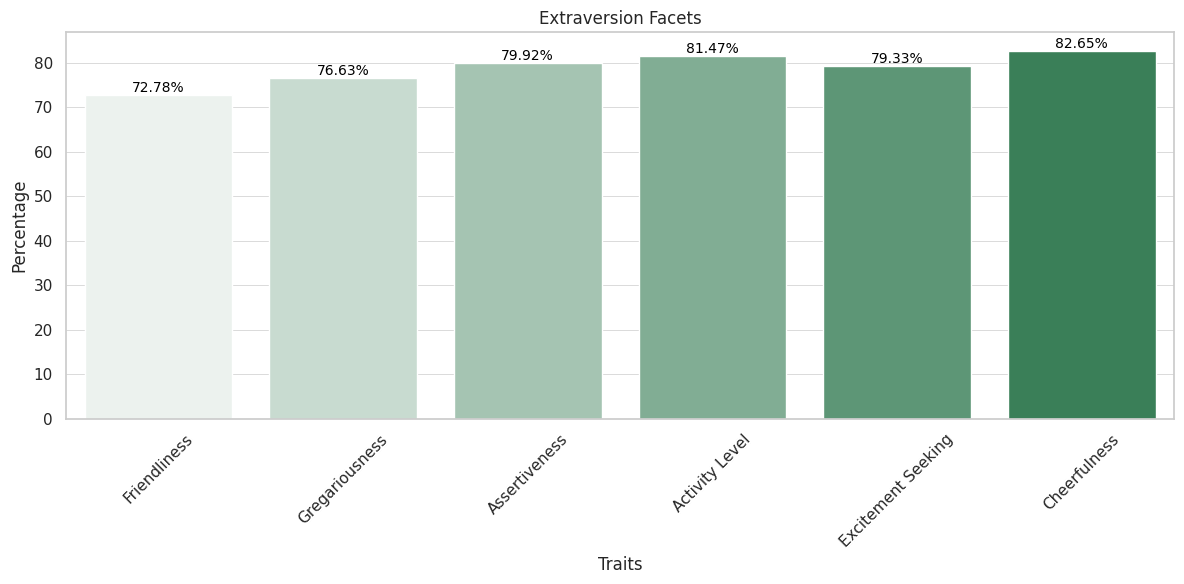 Extraversion Facets
Percentage
80
70
60
50
40
30
20
10
0
72.78%
76.63%
79.92%
81.47%
79.33%
82.65%
Friendliness
Gregariousness
Assertiveness
Activity Level
Excitement Seeking
Cheerfulness
Traits